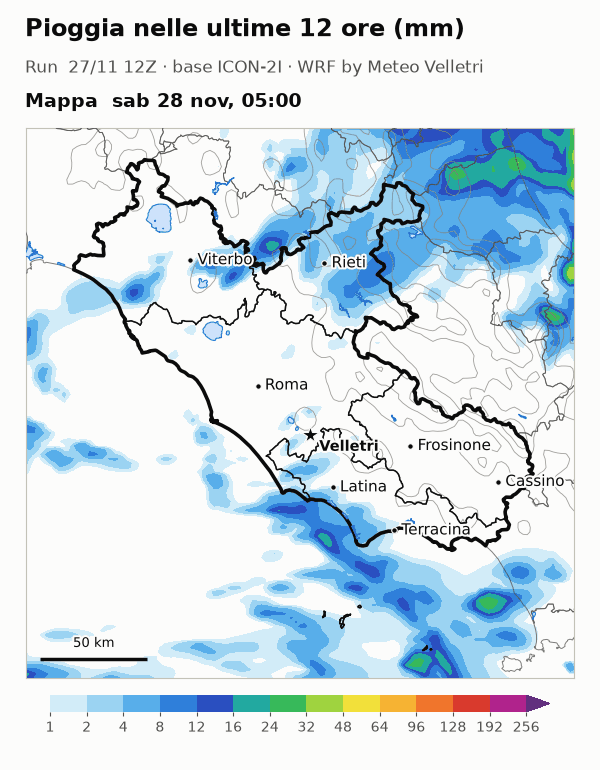 Pioggia nelle ultime 12 ore (mm)
Run  27/11 12Z · base ICON-2I · WRF by Meteo Velletri
Mappa  sab 28 nov, 05:00
Viterbo
Rieti
Roma
Velletri
Frosinone
Cassino
Latina
Terracina
50 km
1 2 4 8 12 16 24 32 48 64 96 128 192 256